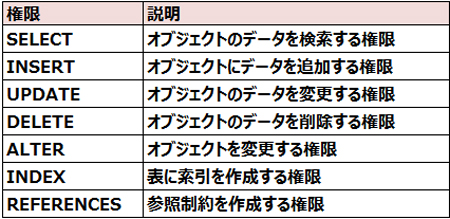 権限 説明
SELECT オブジェクトのデータを検索する権限
INSERT オブジェクトにデータを追加する権限
UPDATE オブジェクトのデータを変更する権限
DELETE オブジェクトのデータを削除する権限
ALTER オブジェクトを変更する権限
INDEX 表に索引を作成する権限
REFERENCES 参照制約を作成する権限